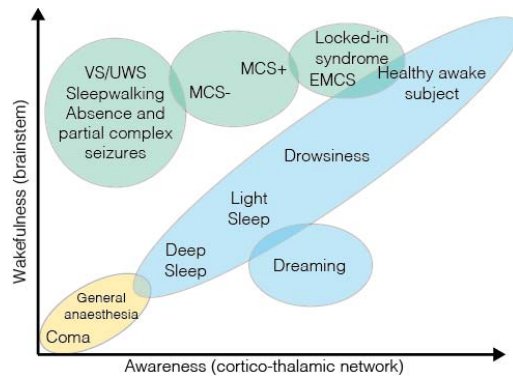 Wakefulness (brainstem)
VS/UWS
Sleepwalking
Absence and
partial complex
seizures
MCS-
MCS+
Locked-in
syndrome
EMCS
Healthy awake
subject
Drowsiness
Light
Sleep
Deep
Sleep
Dreaming
General
anaesthesia
Coma
Awareness (cortico-thalamic network)